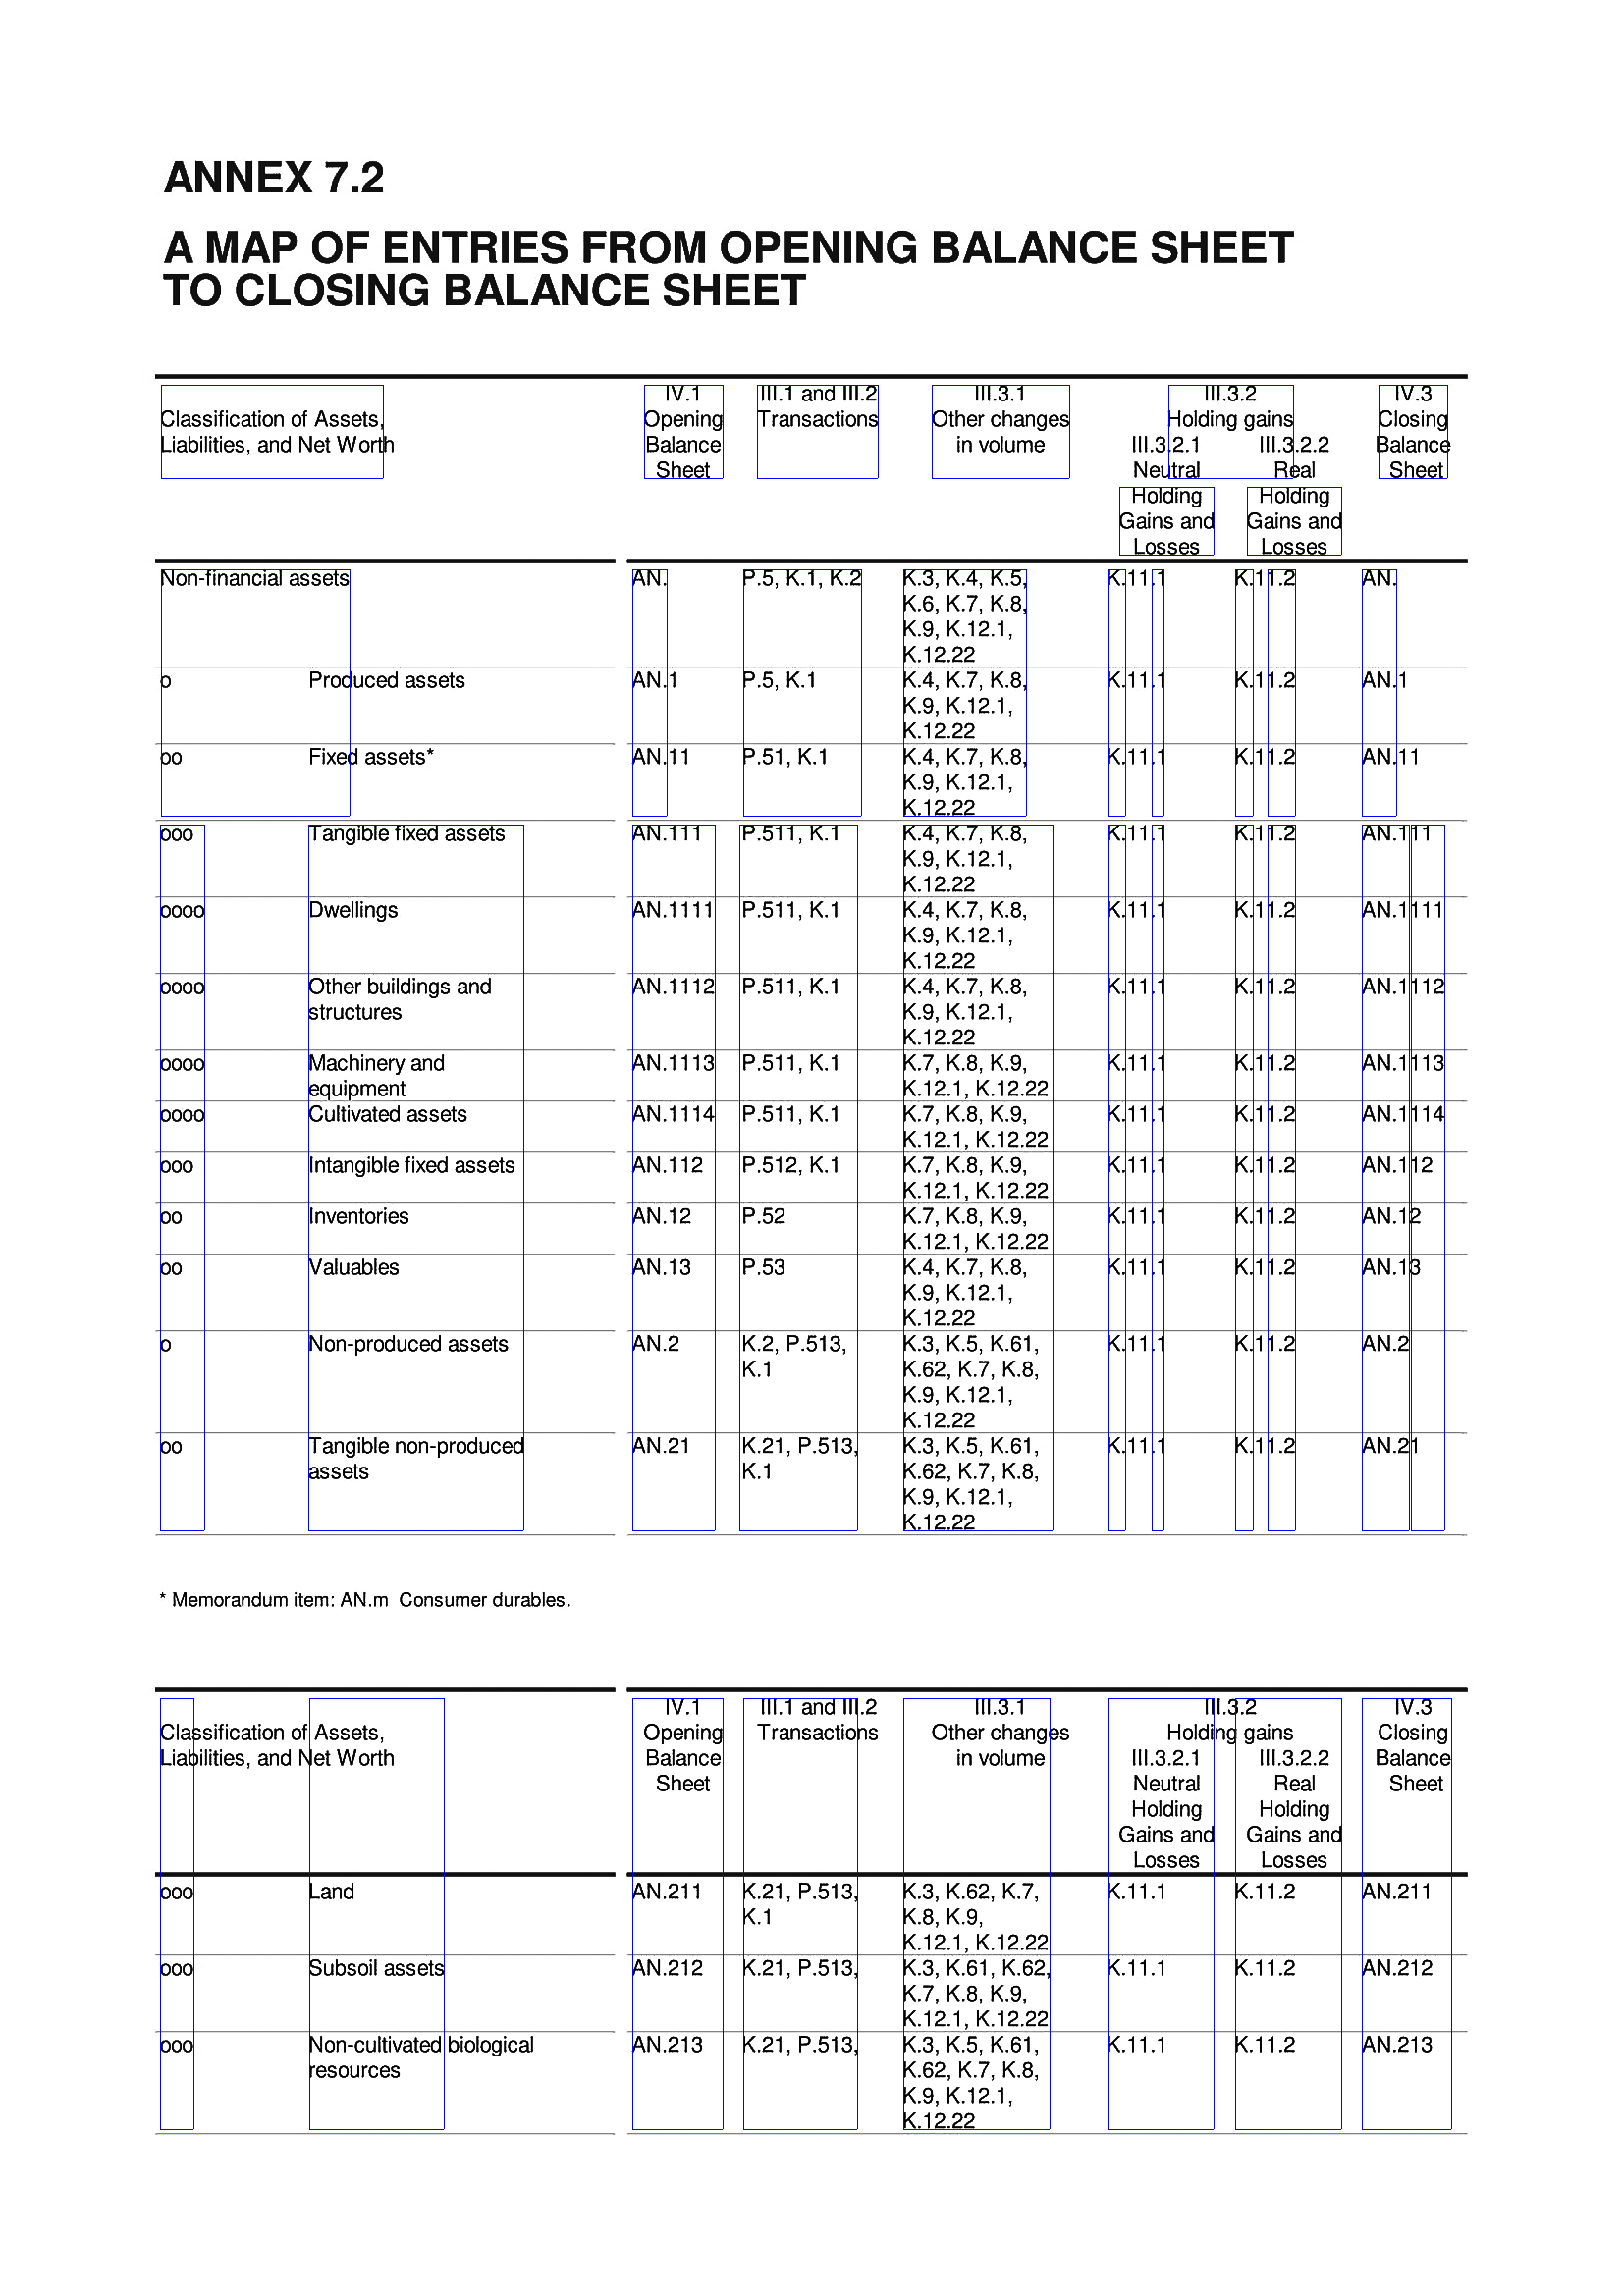 ANNEX 7.2
A MAP OF ENTRIES FROM OPENING BALANCE SHEET
TO CLOSING BALANCE SHEET
IV.1 III.1 and III.2 III.3.1 III.3.2 IV.3
Classification of Assets, Opening Transactions Other changes Holding gains Closing
Liabilities, and Net Worth Balance in volume III.3.2.1 III.3.2.2 Balance
Sheet Neutral Real Sheet
Holding Holding
Gains and Gains and
Losses Losses
Non-financial assets AN. P.5, K.1, K.2 K.3, K.4, K.5, K.11.1 K.11.2 AN.
K.6, K.7, K.8,
K.9, K.12.1,
K.12.22
o Produced assets AN.1 P.5, K.1 K.4, K.7, K.8, K.11.1 K.11.2 AN.1
K.9, K.12.1,
K.12.22
oo Fixed assets* AN.11 P.51, K.1 K.4, K.7, K.8, K.11.1 K.11.2 AN.11
K.9, K.12.1,
K.12.22
ooo Tangible fixed assets AN.111 P.511, K.1 K.4, K.7, K.8, K.11.1 K.11.2 AN.111
K.9, K.12.1,
K.12.22
oooo Dwellings AN.1111 P.511, K.1 K.4, K.7, K.8, K.11.1 K.11.2 AN.1111
K.9, K.12.1,
K.12.22
oooo Other buildings and AN.1112 P.511, K.1 K.4, K.7, K.8, K.11.1 K.11.2 AN.1112
structures K.9, K.12.1,
K.12.22
oooo Machinery and AN.1113 P.511, K.1 K.7, K.8, K.9, K.11.1 K.11.2 AN.1113
equipment K.12.1, K.12.22
oooo Cultivated assets AN.1114 P.511, K.1 K.7, K.8, K.9, K.11.1 K.11.2 AN.1114
K.12.1, K.12.22
ooo Intangible fixed assets AN.112 P.512, K.1 K.7, K.8, K.9, K.11.1 K.11.2 AN.112
K.12.1, K.12.22
oo Inventories AN.12 P.52 K.7, K.8, K.9, K.11.1 K.11.2 AN.12
K.12.1, K.12.22
oo Valuables AN.13 P.53 K.4, K.7, K.8, K.11.1 K.11.2 AN.13
K.9, K.12.1,
K.12.22
o Non-produced assets AN.2 K.2, P.513, K.3, K.5, K.61, K.11.1 K.11.2 AN.2
K.1 K.62, K.7, K.8,
K.9, K.12.1,
K.12.22
oo Tangible non-produced AN.21 K.21, P.513, K.3, K.5, K.61, K.11.1 K.11.2 AN.21
assets K.1 K.62, K.7, K.8,
K.9, K.12.1,
K.12.22
* Memorandum item: AN.m Consumer durables.
IV.1 III.1 and III.2 III.3.1 III.3.2 IV.3
Classification of Assets, Opening Transactions Other changes Holding gains Closing
Liabilities, and Net Worth Balance in volume III.3.2.1 III.3.2.2 Balance
Sheet Neutral Real Sheet
Holding Holding
Gains and Gains and
Losses Losses
ooo Land AN.211 K.21, P.513, K.3, K.62, K.7, K.11.1 K.11.2 AN.211
K.1 K.8, K.9,
K.12.1, K.12.22
ooo Subsoil assets AN.212 K.21, P.513, K.3, K.61, K.62, K.11.1 K.11.2 AN.212
K.7, K.8, K.9,
K.12.1, K.12.22
ooo Non-cultivated biological AN.213 K.21, P.513, K.3, K.5, K.61, K.11.1 K.11.2 AN.213
resources K.62, K.7, K.8,
K.9, K.12.1,
K.12.22